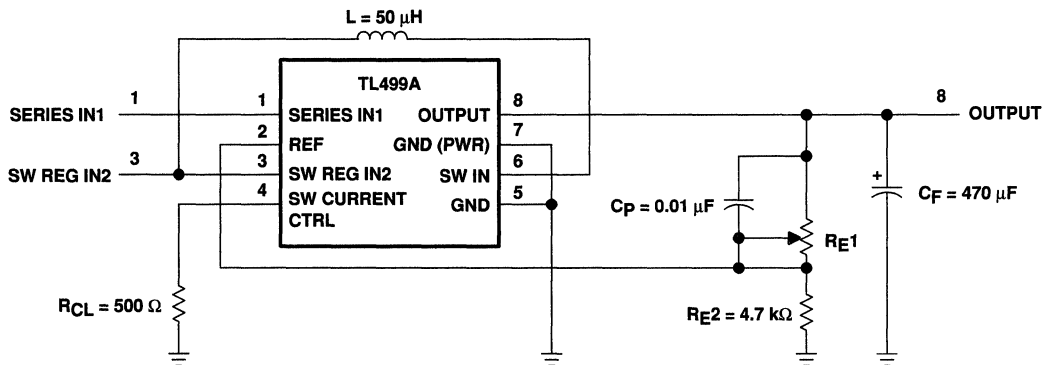 L = 50 μH
TL499A
SERIES IN1
1
1
SERIES IN1
OUTPUT
8
8
OUTPUT
2
REF
GND (PWR)
7
SW REG IN2
3
3
SW REG IN2
SW IN
6
4
SW CURRENT
CTRL
GND
5
CP = 0.01 μF
+
CF = 470 μF
RE1
RCL = 500 Ω
RE2 = 4.7 kΩ